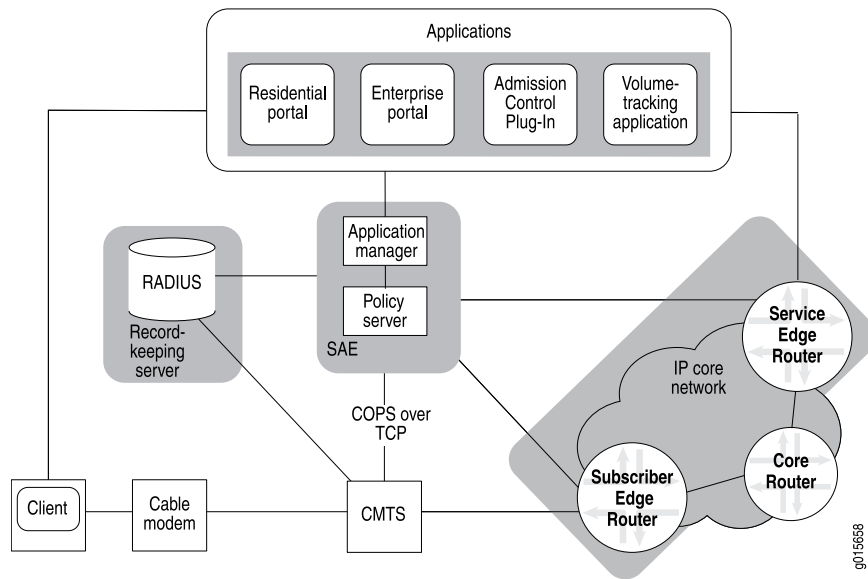 Applications
Residential
portal
Enterprise
portal
Admission
Control
Plug-In
Volume-
tracking
application
Application
manager
RADIUS
Policy
server
Record-
keeping
server
SAE
Service
Edge
Router
IP core
network
COPS over
TCP
Core
Router
Subscriber
Edge
Router
Client
Cable
modem
CMTS
g015658